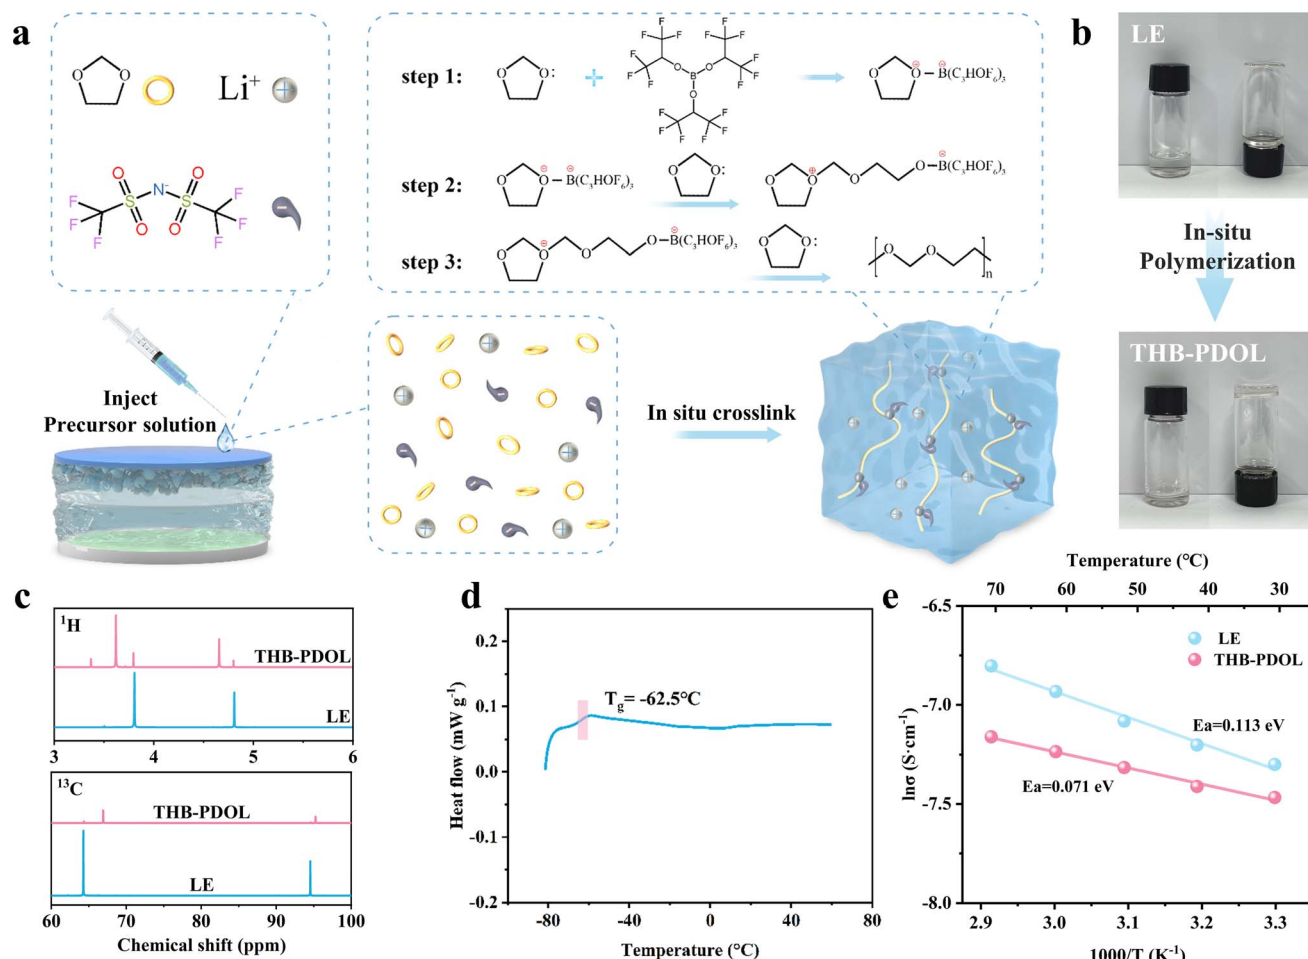 a
O O
Li⁺
O O
S N⁻ S
O O
F F
F F
F F
step 1:
O O:
+
F F F F
F F
F F
F F
O O
B
O
F F
F F
F F
O O⊖—⊖B(C₃HOF₆)₃
step 2:
O O⊖—⊖B(C₃HOF₆)₃
O O:
O O⊕ O O—⊖B(C₃HOF₆)₃
step 3:
O O⊖ O O—⊖B(C₃HOF₆)₃
O O:
[ O O ]n
Inject
Precursor solution
In situ crosslink
b
LE
In-situ
Polymerization
THB-PDOL
c
¹H
THB-PDOL
LE
3 4 5 6
¹³C
THB-PDOL
LE
60 70 80 90 100
Chemical shift (ppm)
d
0.2
0.1
0.0
-0.1
-0.2
Heat flow (mW g⁻¹)
Tg= -62.5°C
-80 -40 0 40 80
Temperature (°C)
e
Temperature (°C)
70 60 50 40 30
-6.5
-7.0
-7.5
-8.0
lnσ (S·cm⁻¹)
LE
THB-PDOL
Ea=0.113 eV
Ea=0.071 eV
2.9 3.0 3.1 3.2 3.3
1000/T (K⁻¹)